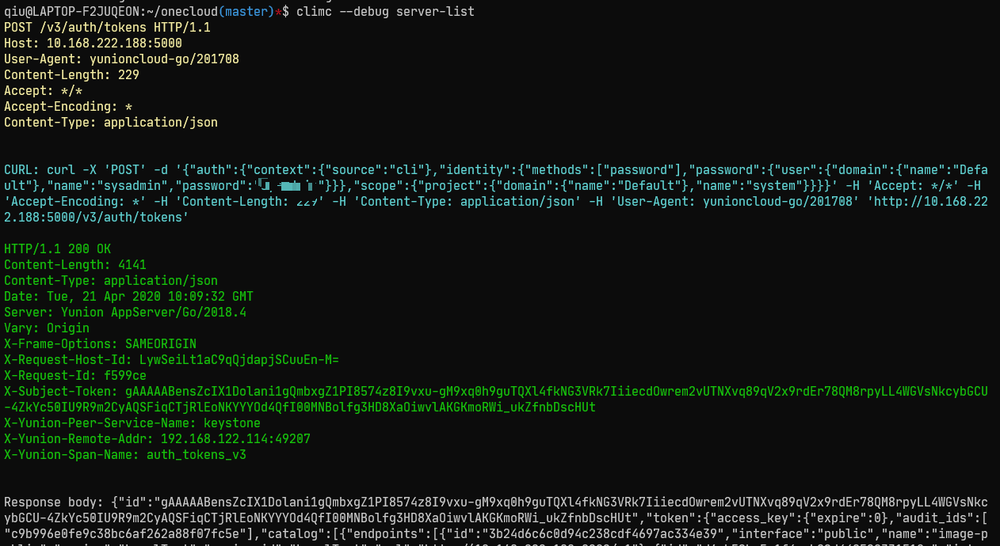 qiu@LAPTOP-F2JUQEON:~/onecloud(master)*$ climc --debug server-list
POST /v3/auth/tokens HTTP/1.1
Host: 10.168.222.188:5000
User-Agent: yunioncloud-go/201708
Content-Length: 229
Accept: */*
Accept-Encoding: *
Content-Type: application/json
CURL: curl -X 'POST' -d '{"auth":{"context":{"source":"cli"},"identity":{"methods":["password"],"password":{"user":{"domain":{"name":"Defa
ult"},"name":"sysadmin","password":" "}}},"scope":{"project":{"domain":{"name":"Default"},"name":"system"}}}}' -H 'Accept: */*' -H
'Accept-Encoding: *' -H 'Content-Length: 229' -H 'Content-Type: application/json' -H 'User-Agent: yunioncloud-go/201708' 'http://10.168.22
2.188:5000/v3/auth/tokens'
HTTP/1.1 200 OK
Content-Length: 4141
Content-Type: application/json
Date: Tue, 21 Apr 2020 10:09:32 GMT
Server: Yunion AppServer/Go/2018.4
Vary: Origin
X-Frame-Options: SAMEORIGIN
X-Request-Host-Id: LywSeiLt1aC9qQjdapjSCuuEn-M=
X-Request-Id: f599ce
X-Subject-Token: gAAAAABensZcIX1Dolani1gQmbxgZ1PI8574z8I9vxu-gM9xq0h9guTQXl4fkNG3VRk7IiiecdOwrem2vUTNXvq89qV2x9rdEr78QM8rpyLL4WGVsNkcybGCU
-4ZkYc50IU9R9m2CyAQSFiqCTjRlEoNKYYYOd4QfI00MNBolfg3HD8XaOiwvlAKGKmoRWi_ukZfnbDscHUt
X-Yunion-Peer-Service-Name: keystone
X-Yunion-Remote-Addr: 192.168.122.114:49207
X-Yunion-Span-Name: auth_tokens_v3
Response body: {"id":"gAAAAABensZcIX1Dolani1gQmbxgZ1PI8574z8I9vxu-gM9xq0h9guTQXl4fkNG3VRk7IiiecdOwrem2vUTNXvq89qV2x9rdEr78QM8rpyLL4WGVsNkc
ybGCU-4ZkYc50IU9R9m2CyAQSFiqCTjRlEoNKYYYOd4QfI00MNBolfg3HD8XaOiwvlAKGKmoRWi_ukZfnbDscHUt","token":{"access_key":{"expire":0},"audit_ids":[
"c9b996e0fe9c38bc6af262a88f07fc5e"],"catalog":[{"endpoints":[{"id":"3b24d6c6c0d94c238cdf4697ac334e39","interface":"public","name":"image-p